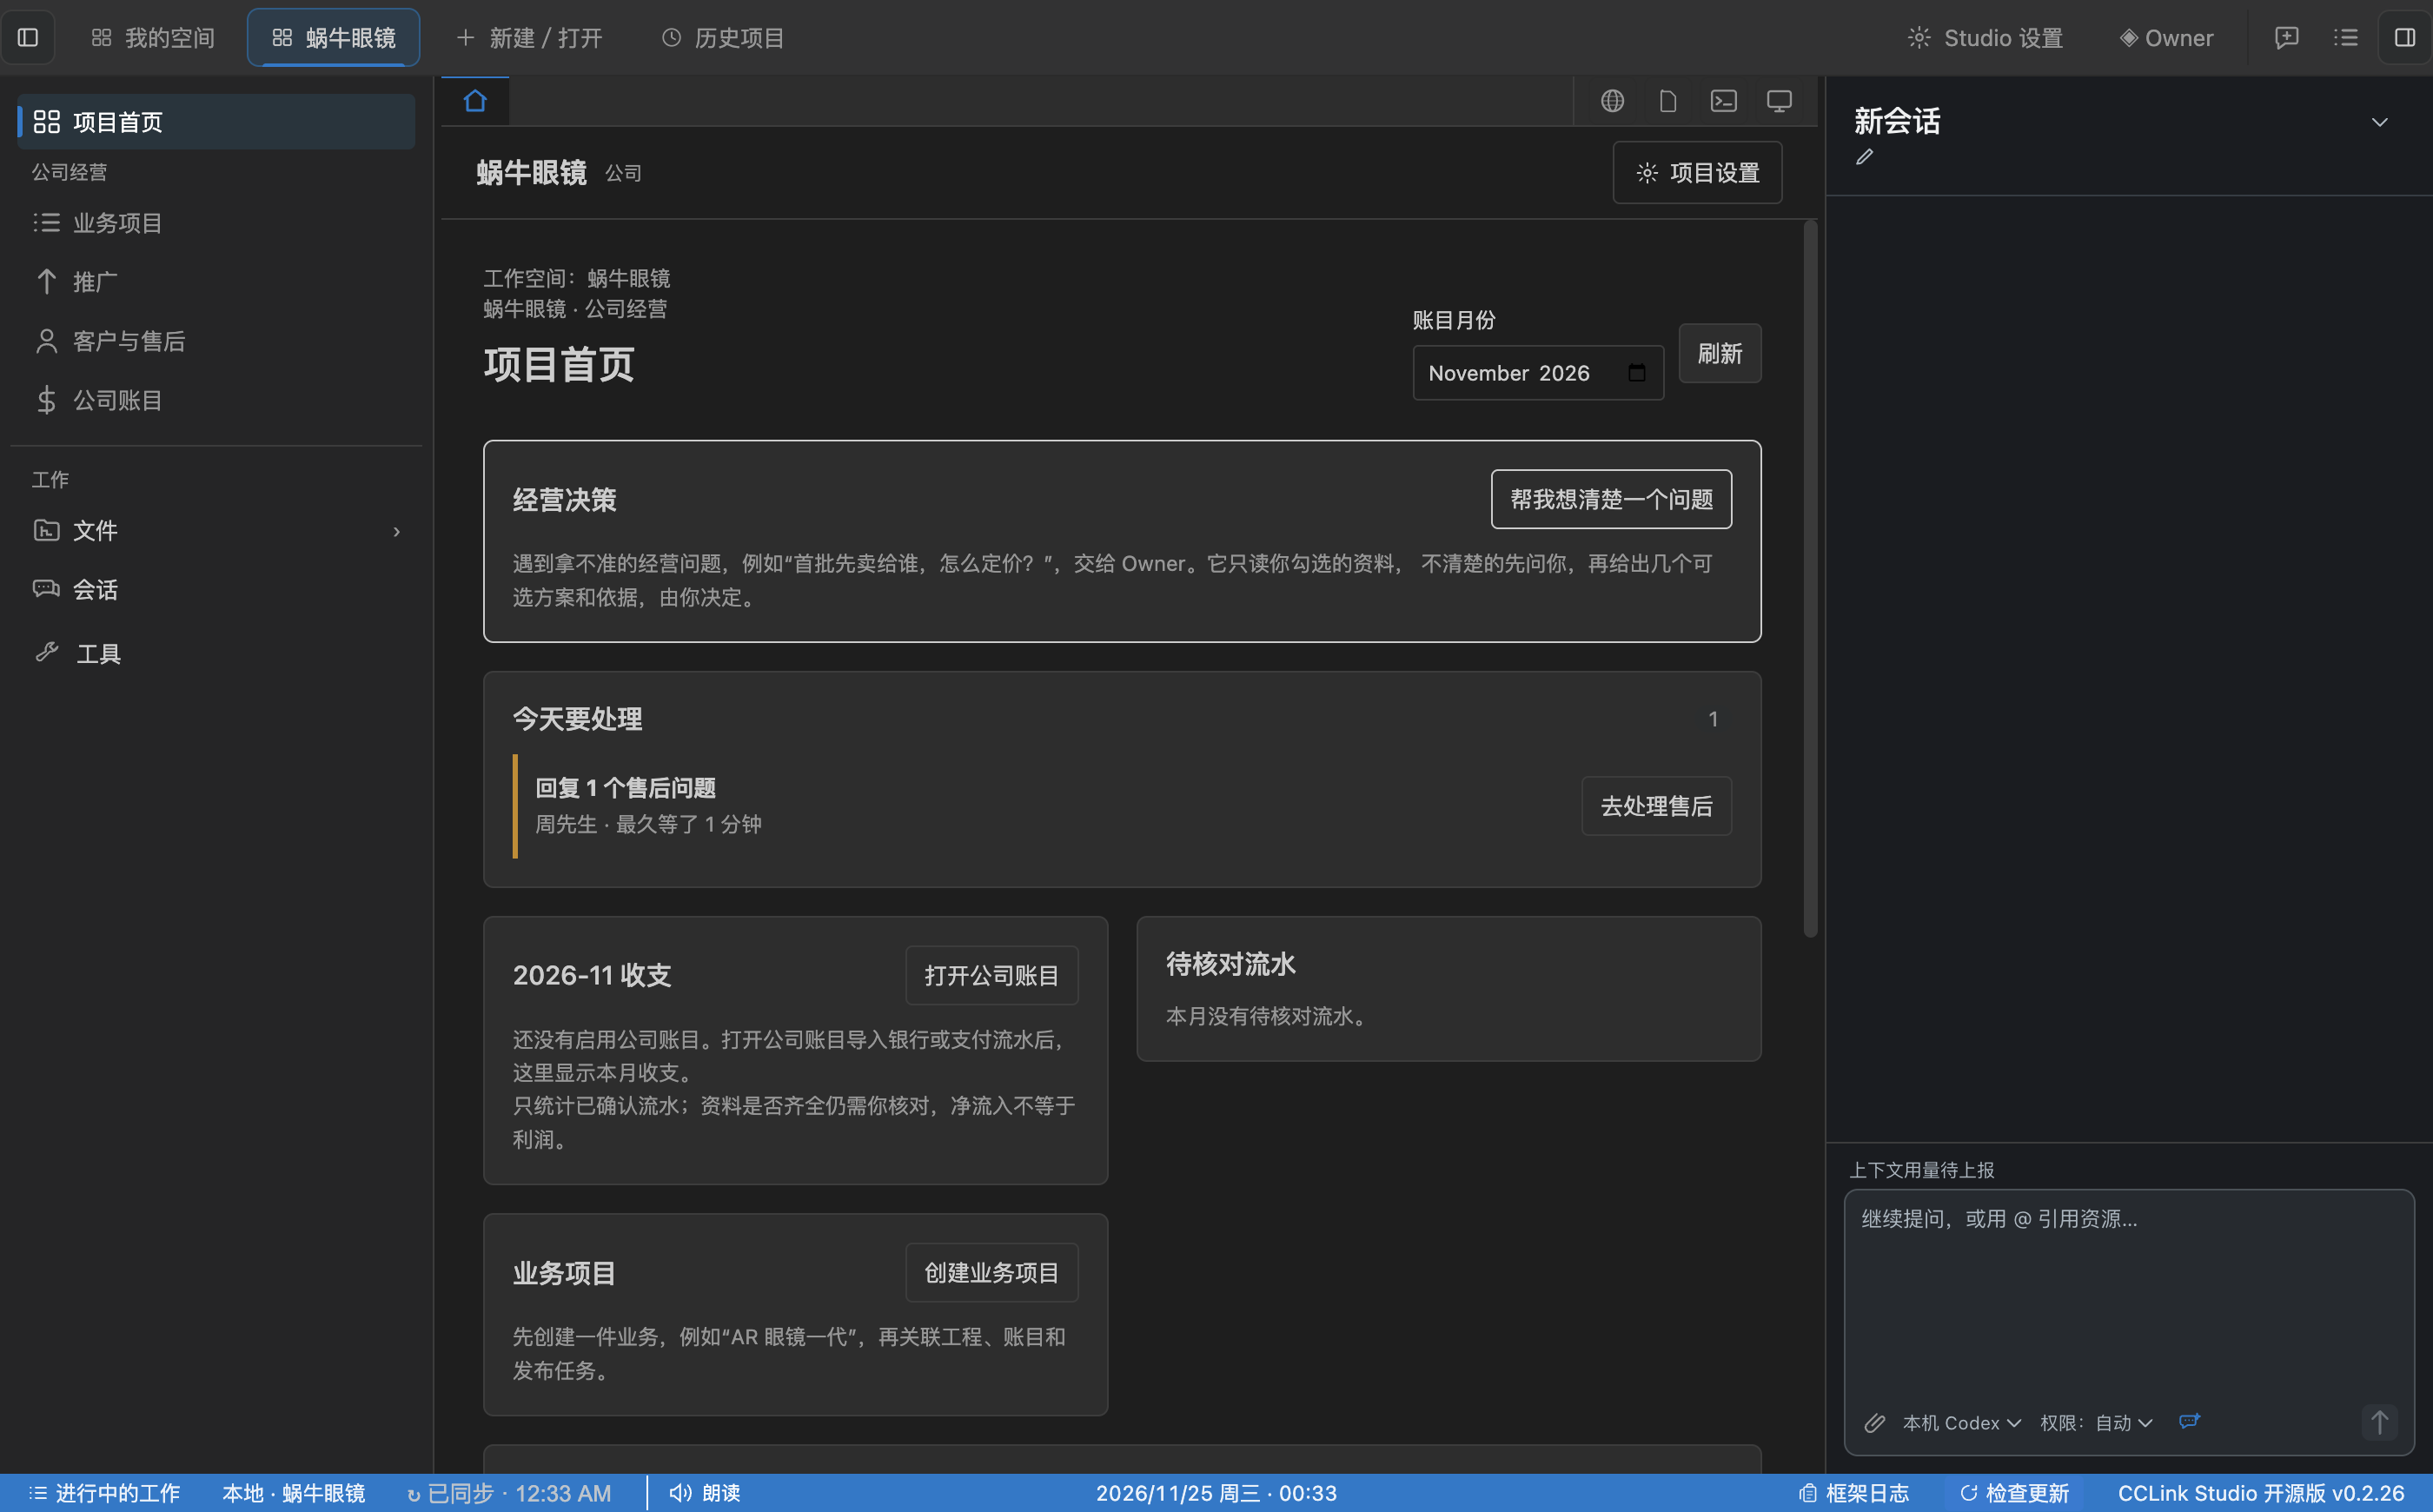 我的空间
蜗牛眼镜
新建 / 打开
历史项目
Studio 设置
Owner
项目首页
公司经营
业务项目
推广
客户与售后
公司账目
工作
文件
会话
工具
蜗牛眼镜 公司
项目设置
工作空间：蜗牛眼镜
蜗牛眼镜 · 公司经营
项目首页
账目月份
November 2026
刷新
经营决策
帮我想清楚一个问题
遇到拿不准的经营问题，例如“首批先卖给谁，怎么定价？”，交给 Owner。它只读你勾选的资料， 不清楚的先问你，再给出几个可
选方案和依据，由你决定。
今天要处理
1
回复 1 个售后问题
周先生 · 最久等了 1 分钟
去处理售后
2026-11 收支
打开公司账目
还没有启用公司账目。打开公司账目导入银行或支付流水后，
这里显示本月收支。
只统计已确认流水；资料是否齐全仍需你核对，净流入不等于
利润。
待核对流水
本月没有待核对流水。
业务项目
创建业务项目
先创建一件业务，例如“AR 眼镜一代”，再关联工程、账目和
发布任务。
新会话
上下文用量待上报
继续提问，或用 @ 引用资源...
本机 Codex
权限：自动
进行中的工作
本地 · 蜗牛眼镜
已同步 · 12:33 AM
朗读
2026/11/25 周三 · 00:33
框架日志
检查更新
CCLink Studio 开源版 v0.2.26